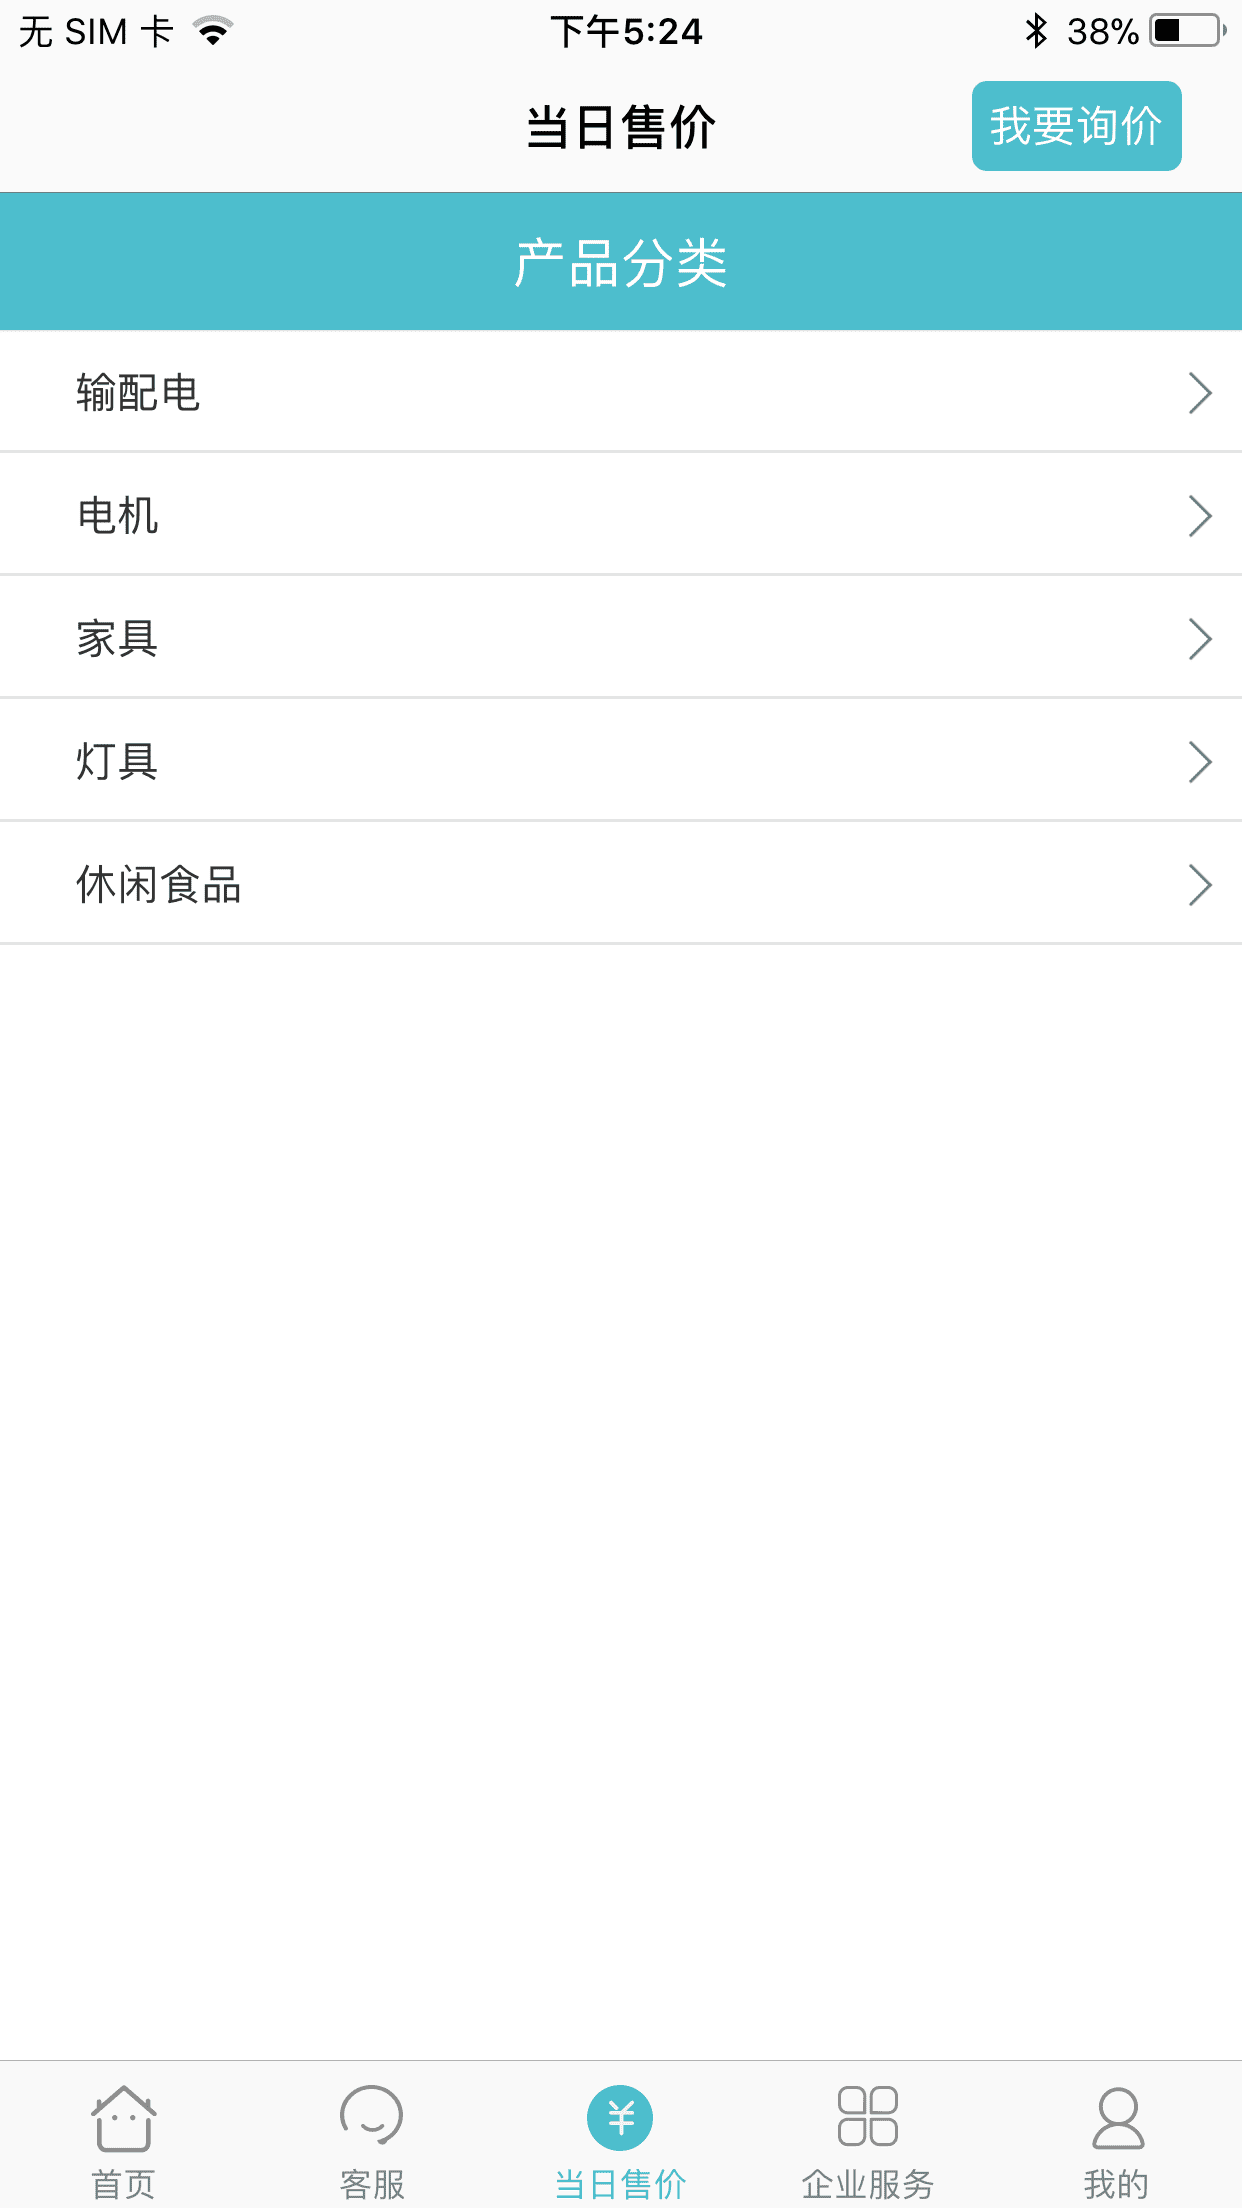 无 SIM 卡 下午5:24 38%
当日售价 我要询价
产品分类
输配电
电机
家具
灯具
休闲食品
首页 客服 当日售价 企业服务 我的